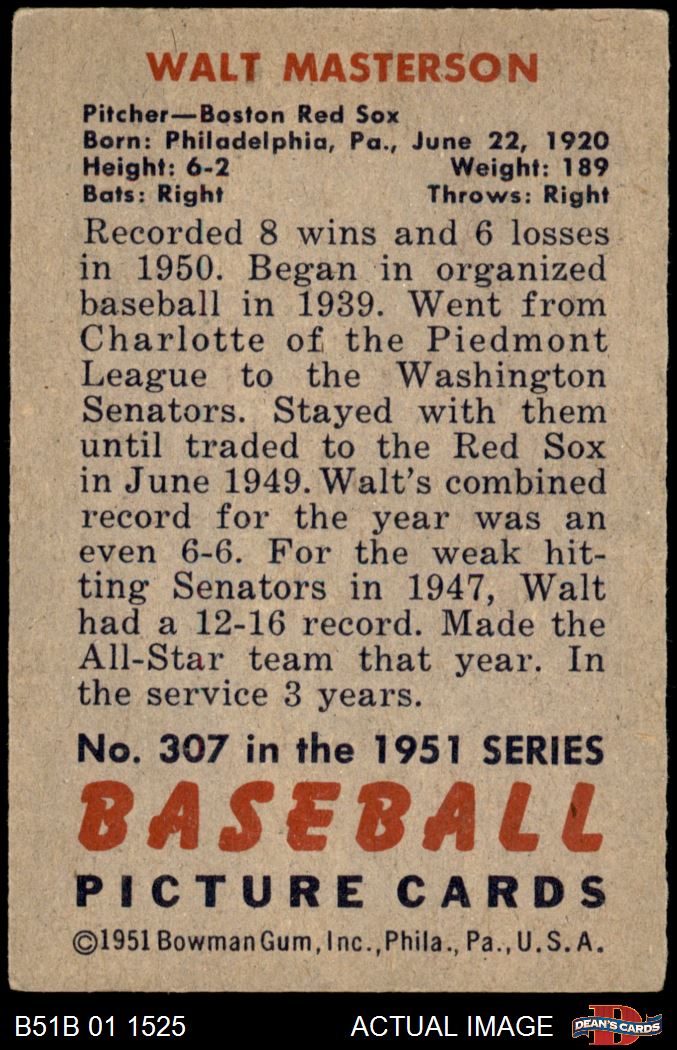 WALT MASTERSON
Pitcher—Boston Red Sox
Born: Philadelphia, Pa., June 22, 1920
Height: 6-2 Weight: 189
Bats: Right Throws: Right
Recorded 8 wins and 6 losses
in 1950. Began in organized
baseball in 1939. Went from
Charlotte of the Piedmont
League to the Washington
Senators. Stayed with them
until traded to the Red Sox
in June 1949. Walt's combined
record for the year was an
even 6-6. For the weak hit-
ting Senators in 1947, Walt
had a 12-16 record. Made the
All-Star team that year. In
the service 3 years.
No. 307 in the 1951 SERIES
BASEBALL
PICTURE CARDS
©1951 Bowman Gum, Inc., Phila., Pa., U.S.A.
B51B 01 1525 ACTUAL IMAGE DEAN'S CARDS